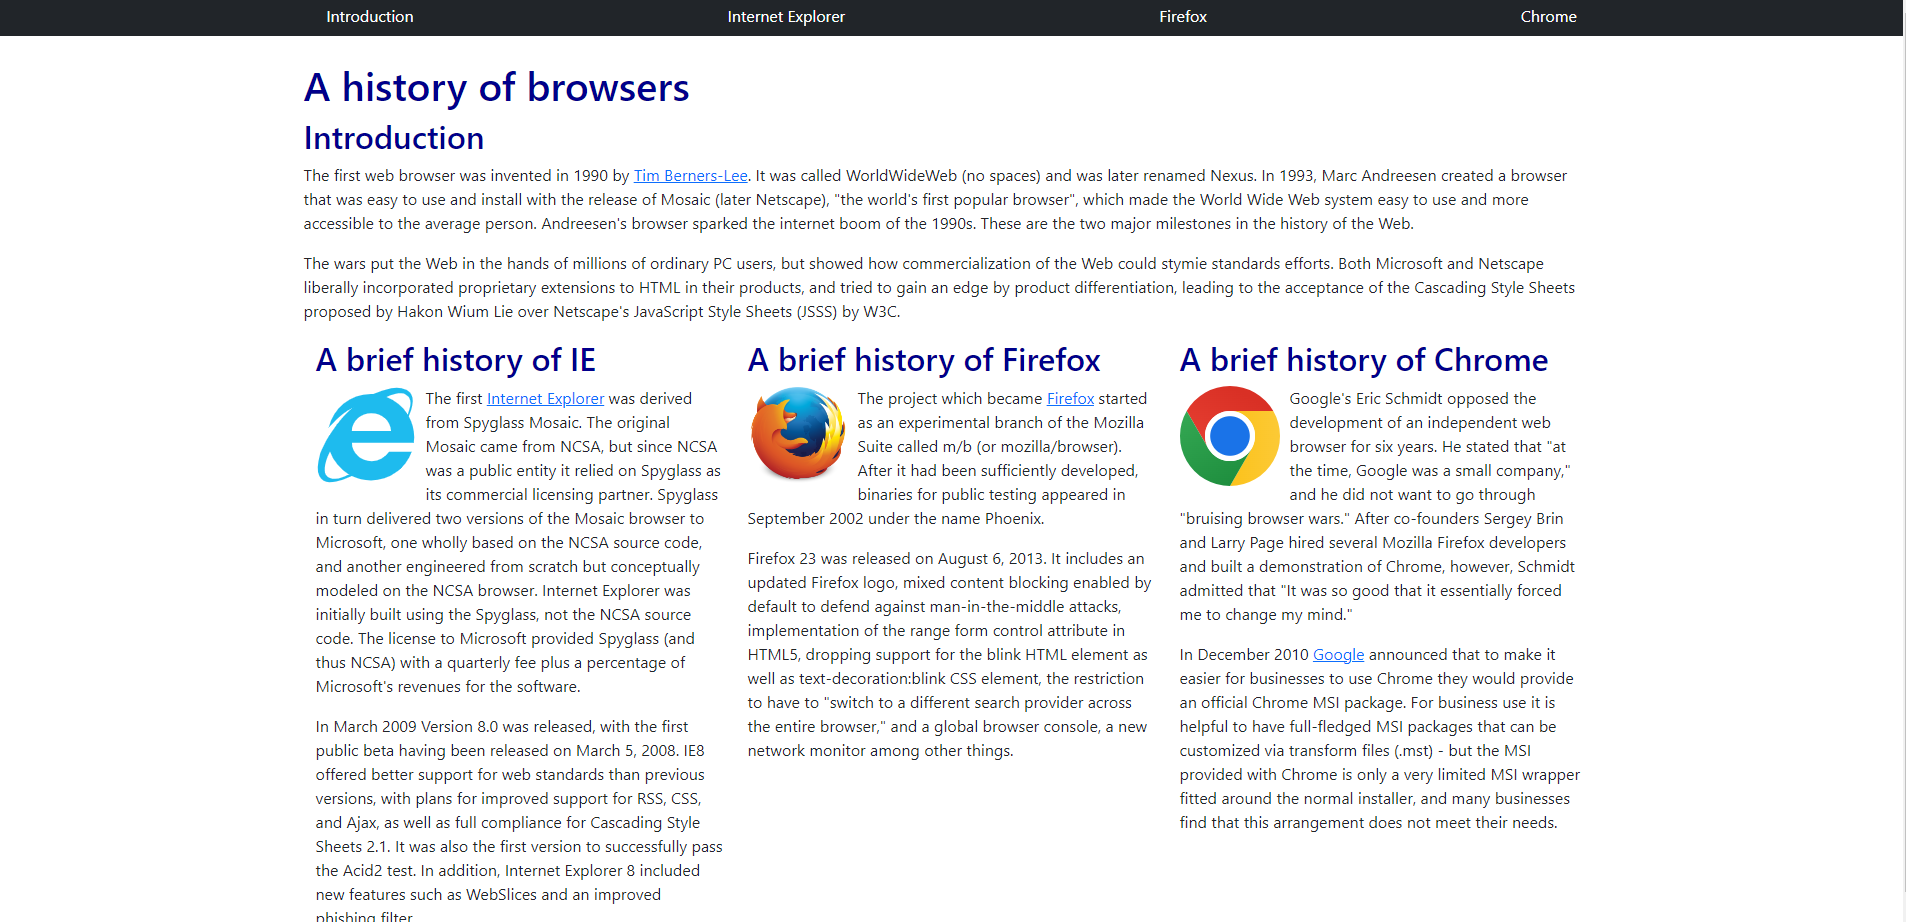 Introduction
Internet Explorer
Firefox
Chrome
A history of browsers
Introduction
The first web browser was invented in 1990 by Tim Berners-Lee. It was called WorldWideWeb (no spaces) and was later renamed Nexus. In 1993, Marc Andreesen created a browser
that was easy to use and install with the release of Mosaic (later Netscape), "the world's first popular browser", which made the World Wide Web system easy to use and more
accessible to the average person. Andreesen's browser sparked the internet boom of the 1990s. These are the two major milestones in the history of the Web.
The wars put the Web in the hands of millions of ordinary PC users, but showed how commercialization of the Web could stymie standards efforts. Both Microsoft and Netscape
liberally incorporated proprietary extensions to HTML in their products, and tried to gain an edge by product differentiation, leading to the acceptance of the Cascading Style Sheets
proposed by Hakon Wium Lie over Netscape's JavaScript Style Sheets (JSSS) by W3C.
A brief history of IE
The first Internet Explorer was derived
from Spyglass Mosaic. The original
Mosaic came from NCSA, but since NCSA
was a public entity it relied on Spyglass as
its commercial licensing partner. Spyglass
in turn delivered two versions of the Mosaic browser to
Microsoft, one wholly based on the NCSA source code,
and another engineered from scratch but conceptually
modeled on the NCSA browser. Internet Explorer was
initially built using the Spyglass, not the NCSA source
code. The license to Microsoft provided Spyglass (and
thus NCSA) with a quarterly fee plus a percentage of
Microsoft's revenues for the software.
In March 2009 Version 8.0 was released, with the first
public beta having been released on March 5, 2008. IE8
offered better support for web standards than previous
versions, with plans for improved support for RSS, CSS,
and Ajax, as well as full compliance for Cascading Style
Sheets 2.1. It was also the first version to successfully pass
the Acid2 test. In addition, Internet Explorer 8 included
new features such as WebSlices and an improved
phishing filter.
A brief history of Firefox
The project which became Firefox started
as an experimental branch of the Mozilla
Suite called m/b (or mozilla/browser).
After it had been sufficiently developed,
binaries for public testing appeared in
September 2002 under the name Phoenix.
Firefox 23 was released on August 6, 2013. It includes an
updated Firefox logo, mixed content blocking enabled by
default to defend against man-in-the-middle attacks,
implementation of the range form control attribute in
HTML5, dropping support for the blink HTML element as
well as text-decoration:blink CSS element, the restriction
to have to "switch to a different search provider across
the entire browser," and a global browser console, a new
network monitor among other things.
A brief history of Chrome
Google's Eric Schmidt opposed the
development of an independent web
browser for six years. He stated that "at
the time, Google was a small company,"
and he did not want to go through
"bruising browser wars." After co-founders Sergey Brin
and Larry Page hired several Mozilla Firefox developers
and built a demonstration of Chrome, however, Schmidt
admitted that "It was so good that it essentially forced
me to change my mind."
In December 2010 Google announced that to make it
easier for businesses to use Chrome they would provide
an official Chrome MSI package. For business use it is
helpful to have full-fledged MSI packages that can be
customized via transform files (.mst) - but the MSI
provided with Chrome is only a very limited MSI wrapper
fitted around the normal installer, and many businesses
find that this arrangement does not meet their needs.